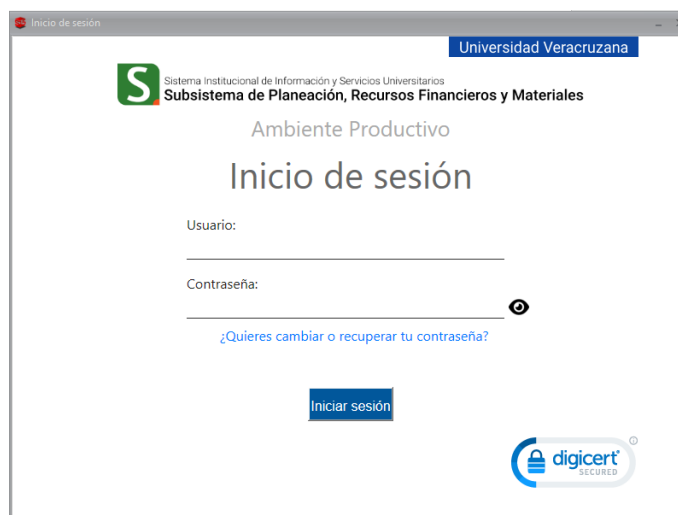 Inicio de sesión
Universidad Veracruzana
S
Sistema Institucional de Información y Servicios Universitarios
Subsistema de Planeación, Recursos Financieros y Materiales
Ambiente Productivo
Inicio de sesión
Usuario:
Contraseña:
¿Quieres cambiar o recuperar tu contraseña?
Iniciar sesión
digicert
SECURED